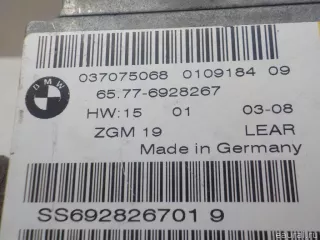 BMW
037075068 0109184 09
65.77-6928267
HW:15 01 03-08
ZGM 19 LEAR
Made in Germany
SS692826701 9